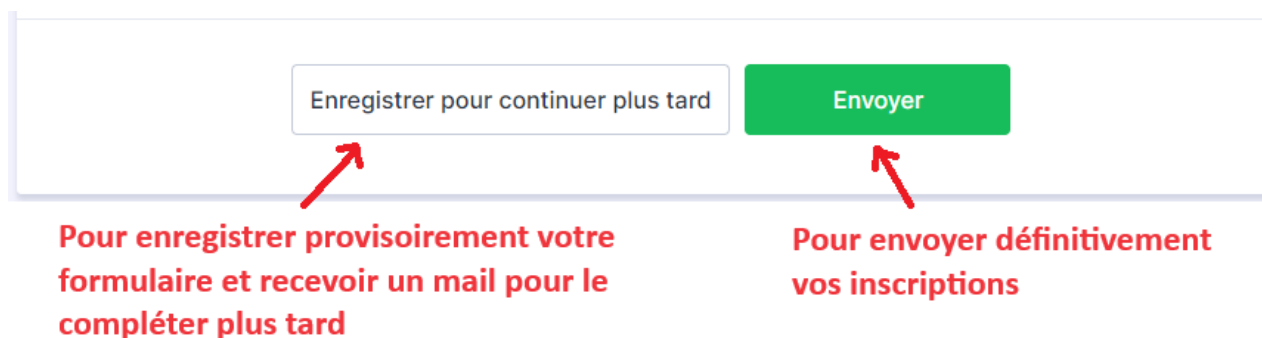 Enregistrer pour continuer plus tard
Envoyer
Pour enregistrer provisoirement votre
formulaire et recevoir un mail pour le
compléter plus tard
Pour envoyer définitivement
vos inscriptions